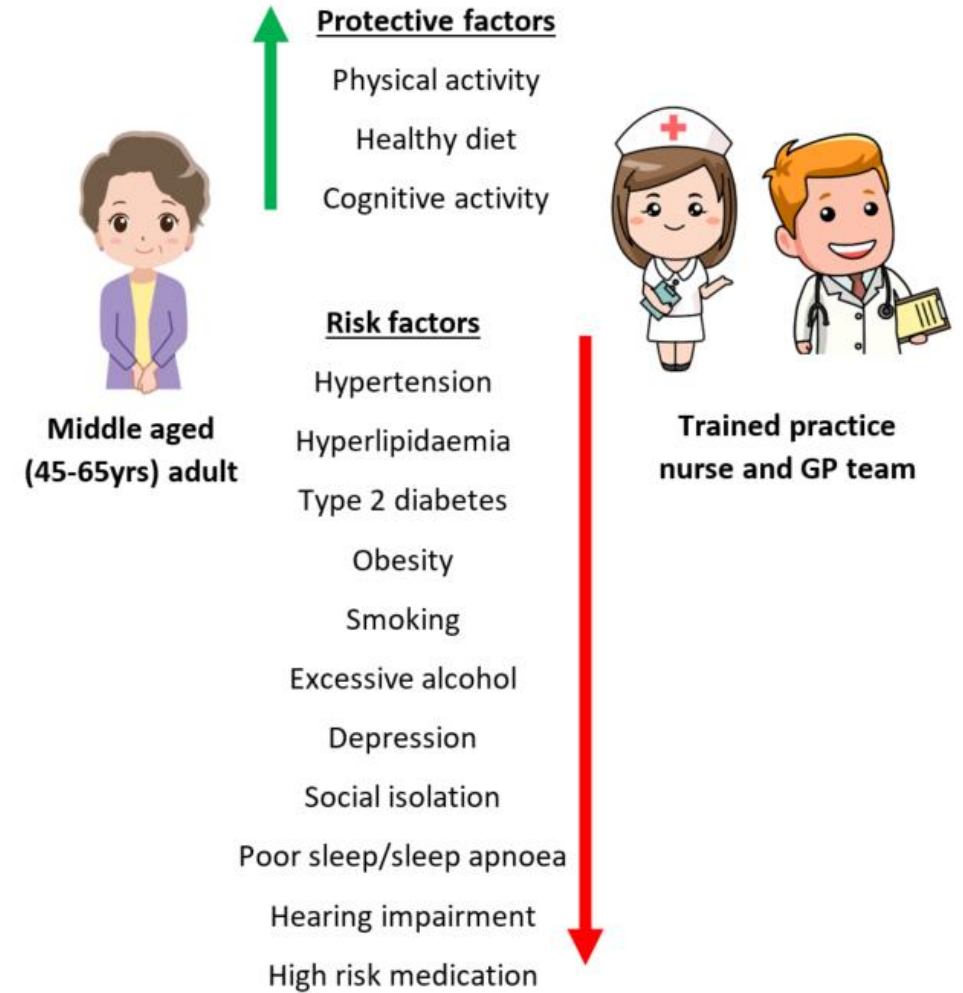 Protective factors
Physical activity
Healthy diet
Cognitive activity
Risk factors
Hypertension
Hyperlipidaemia
Type 2 diabetes
Obesity
Smoking
Excessive alcohol
Depression
Social isolation
Poor sleep/sleep apnoea
Hearing impairment
High risk medication
Middle aged
(45-65yrs) adult
Trained practice
nurse and GP team